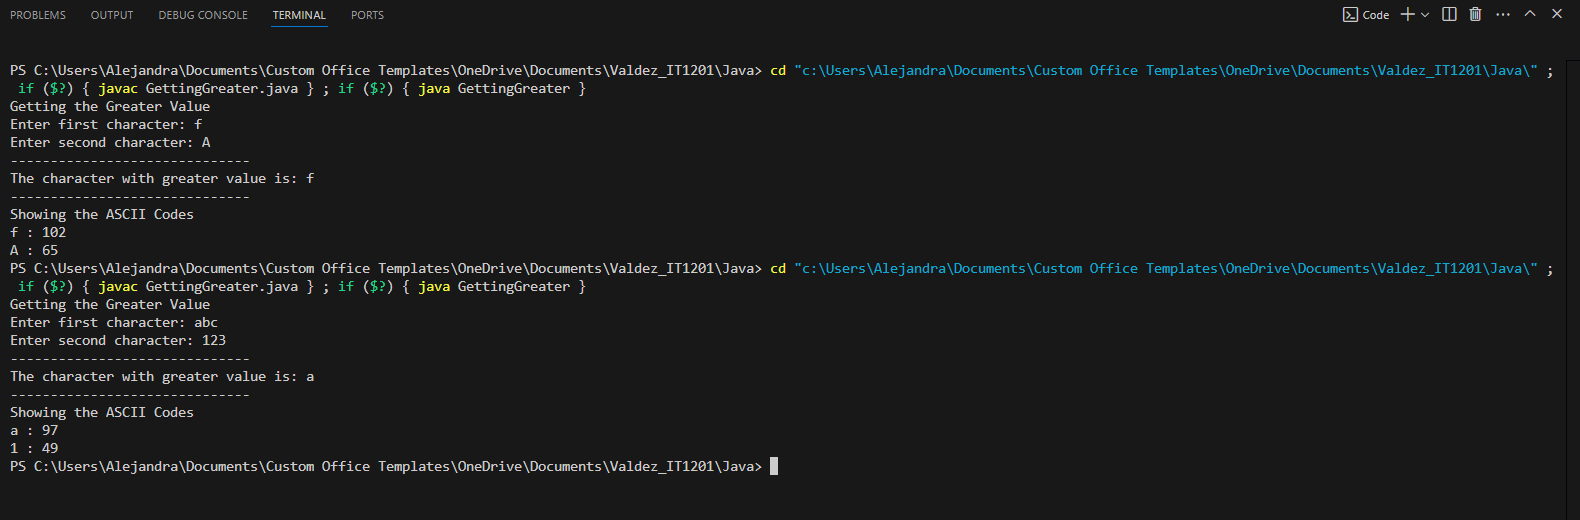 PROBLEMS OUTPUT DEBUG CONSOLE TERMINAL PORTS Code
PS C:\Users\Alejandra\Documents\Custom Office Templates\OneDrive\Documents\Valdez_IT1201\Java> cd "c:\Users\Alejandra\Documents\Custom Office Templates\OneDrive\Documents\Valdez_IT1201\Java\" ;
if ($?) { javac GettingGreater.java } ; if ($?) { java GettingGreater }
Getting the Greater Value
Enter first character: f
Enter second character: A
------------------------------
The character with greater value is: f
------------------------------
Showing the ASCII Codes
f : 102
A : 65
PS C:\Users\Alejandra\Documents\Custom Office Templates\OneDrive\Documents\Valdez_IT1201\Java> cd "c:\Users\Alejandra\Documents\Custom Office Templates\OneDrive\Documents\Valdez_IT1201\Java\" ;
if ($?) { javac GettingGreater.java } ; if ($?) { java GettingGreater }
Getting the Greater Value
Enter first character: abc
Enter second character: 123
------------------------------
The character with greater value is: a
------------------------------
Showing the ASCII Codes
a : 97
1 : 49
PS C:\Users\Alejandra\Documents\Custom Office Templates\OneDrive\Documents\Valdez_IT1201\Java>